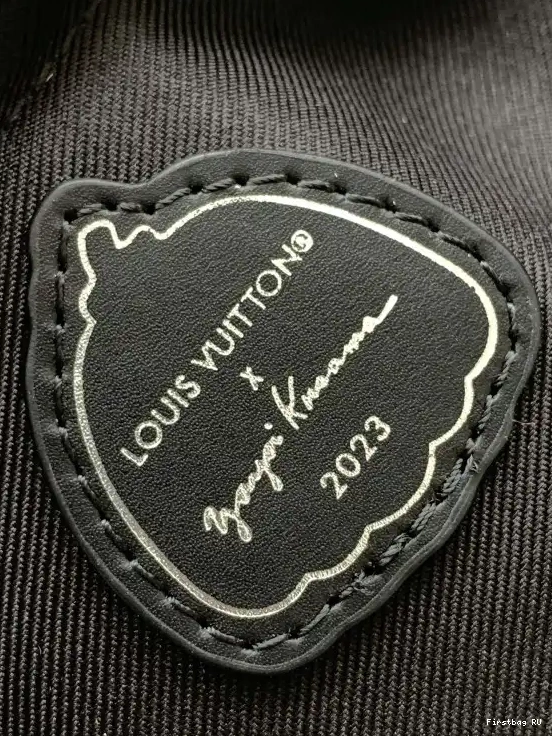 LOUIS VUITTON®
x
Yayoi Kusama
2023
Firstbag RU